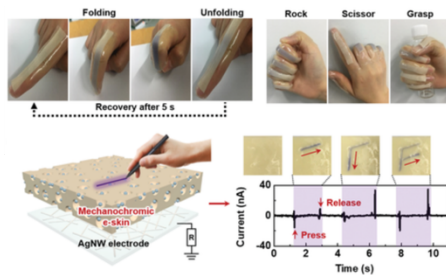 Folding
Unfolding
Recovery after 5 s
Rock
Scissor
Grasp
Mechanochromic
e-skin
AgNW electrode
R
Current (nA)
40
0
-40
Release
Press
0
2
4
6
8
10
Time (s)